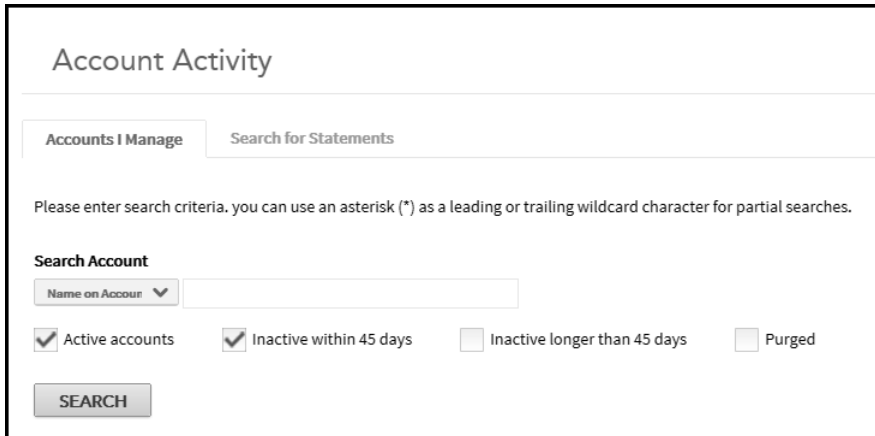 Account Activity
Accounts I Manage Search for Statements
Please enter search criteria. you can use an asterisk (*) as a leading or trailing wildcard character for partial searches.
Search Account
Name on Accour
Active accounts Inactive within 45 days Inactive longer than 45 days Purged
SEARCH